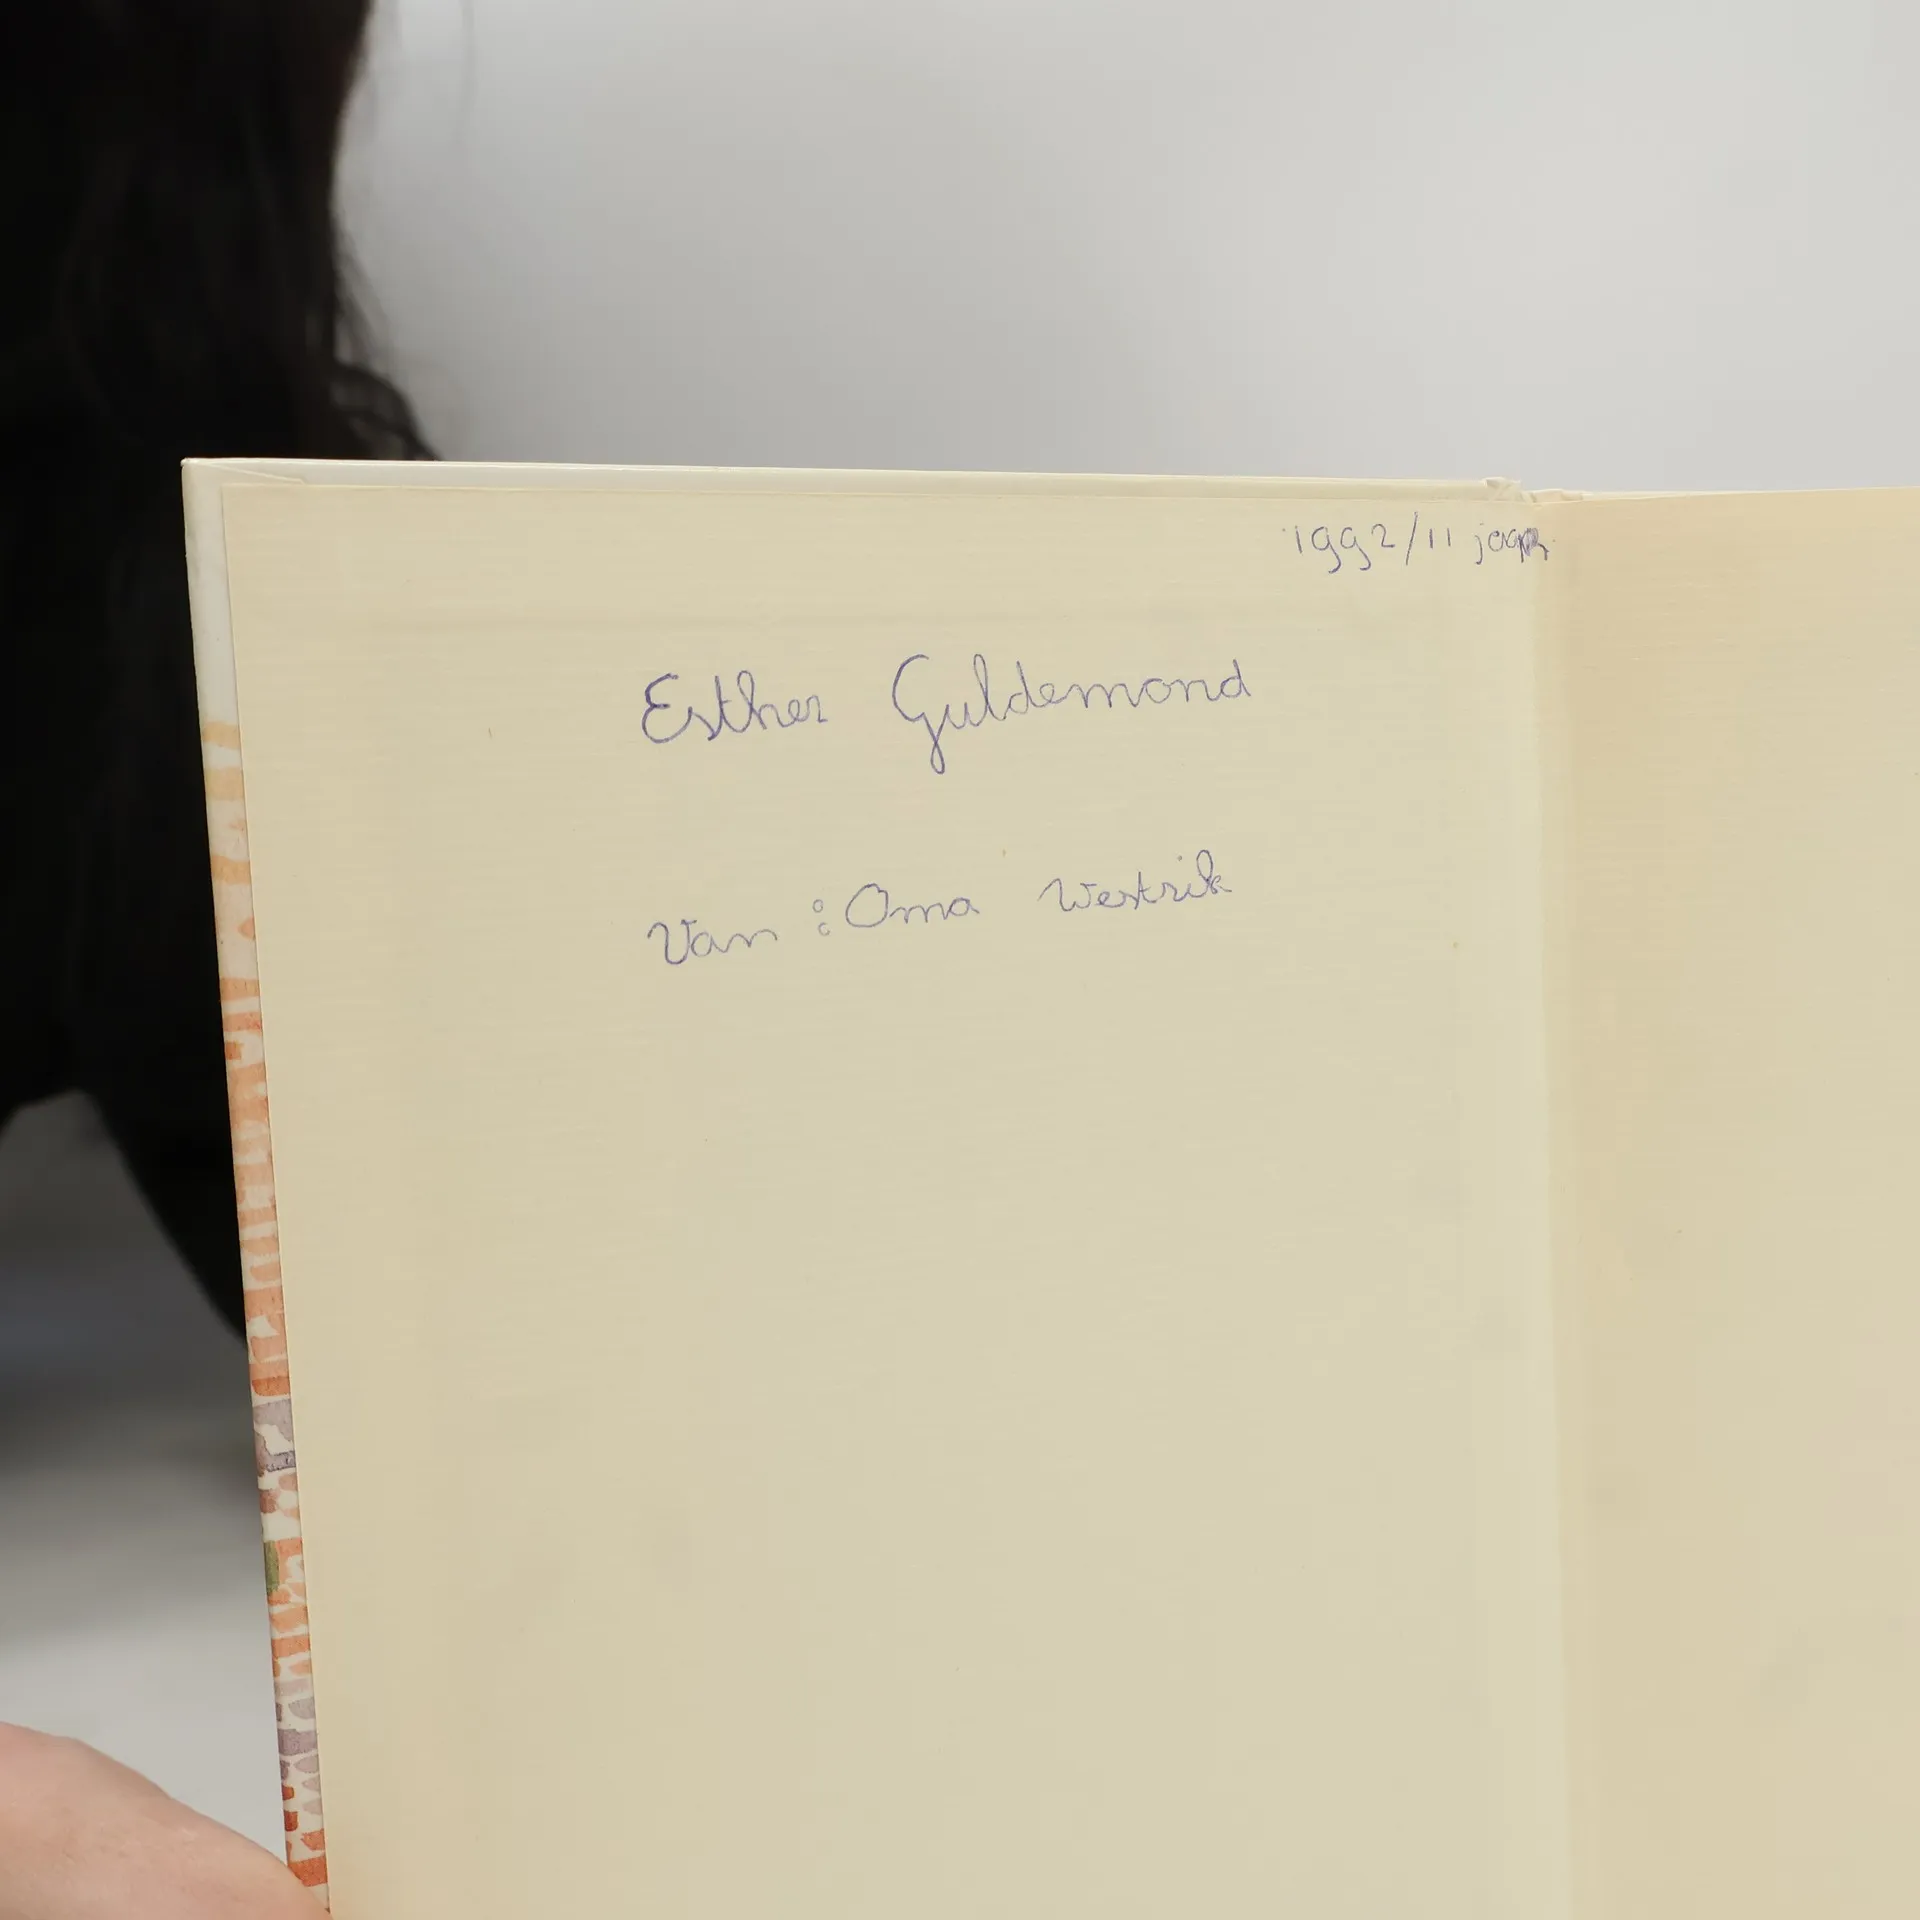 1992/11 jaar
Esther Guldemond
Van : Oma Westrik